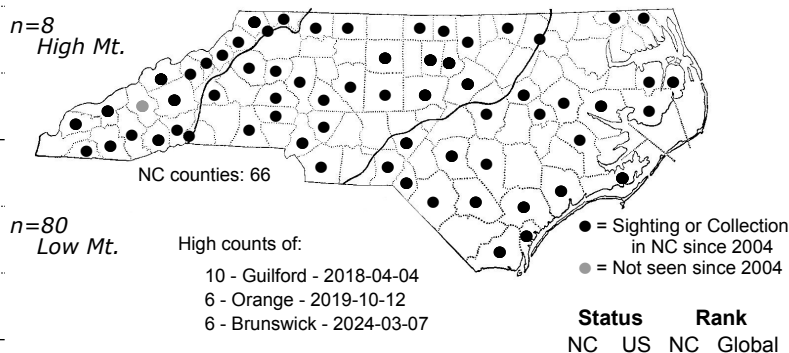 n=8
High Mt.
NC counties: 66
n=80
Low Mt.
High counts of:
10 - Guilford - 2018-04-04
6 - Orange - 2019-10-12
6 - Brunswick - 2024-03-07
● = Sighting or Collection
in NC since 2004
● = Not seen since 2004
Status Rank
NC US NC Global